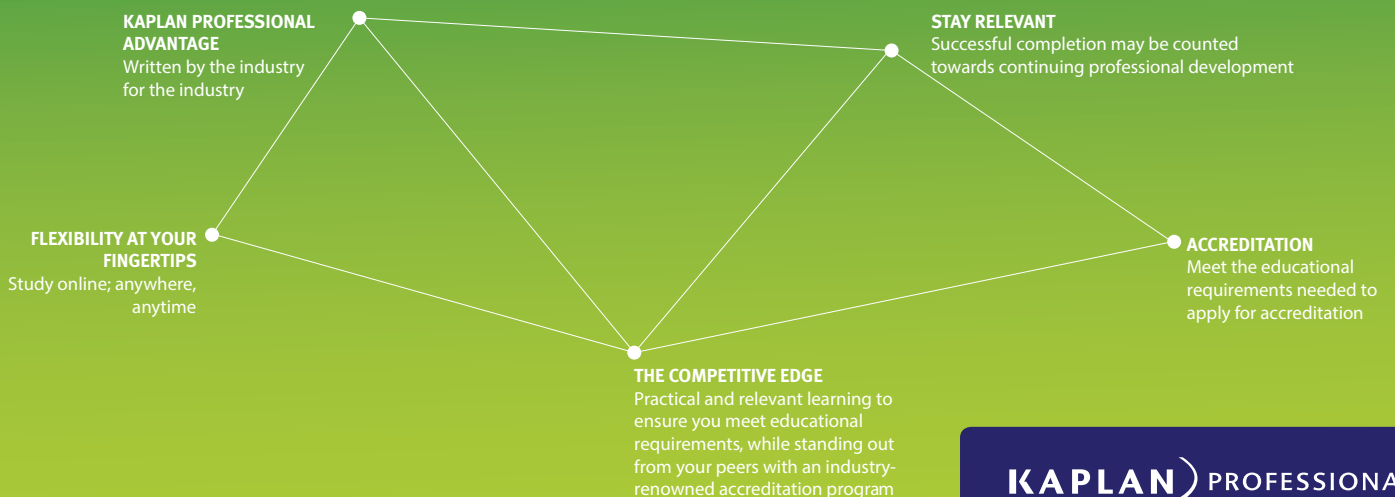 KAPLAN PROFESSIONAL
ADVANTAGE
Written by the industry
for the industry
STAY RELEVANT
Successful completion may be counted
towards continuing professional development
FLEXIBILITY AT YOUR
FINGERTIPS
Study online; anywhere,
anytime
ACCREDITATION
Meet the educational
requirements needed to
apply for accreditation
THE COMPETITIVE EDGE
Practical and relevant learning to
ensure you meet educational
requirements, while standing out
from your peers with an industry-
renowned accreditation program
KAPLAN PROFESSIONA